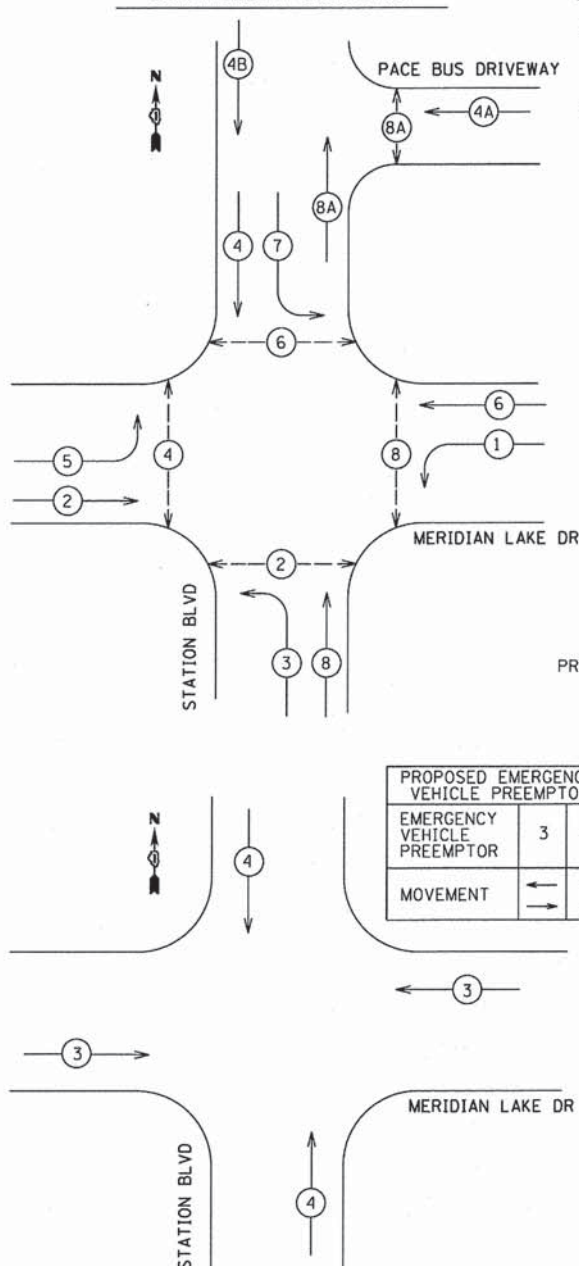 4B
N
PACE BUS DRIVEWAY
4A
8A
8A
4
7
6
6
5
4
8
1
2
MERIDIAN LAKE DR
2
STATION BLVD
3
8
PR
PROPOSED EMERGENC
VEHICLE PREEMPTO
EMERGENCY
VEHICLE
PREEMPTOR
3
MOVEMENT
N
4
3
3
MERIDIAN LAKE DR
STATION BLVD
4